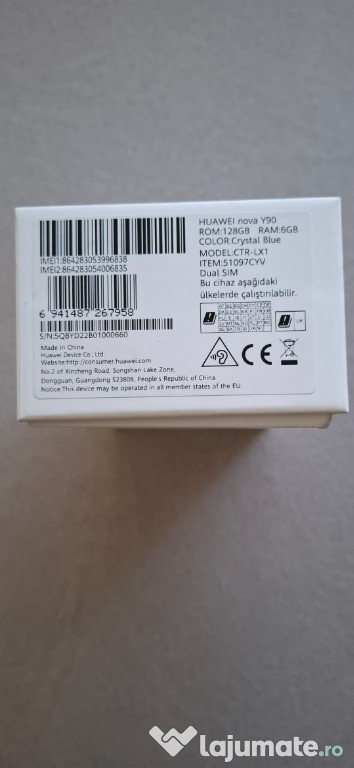 HUAWEI nova Y90
ROM:128GB RAM:6GB
COLOR:Crystal Blue
MODEL:CTR-LX1
ITEM:51097CYV
Dual SIM
Bu cihaz aşağıdaki
ülkelerde çalıştırılabilir.
IMEI1:864283053996838
IMEI2:864283054006835
6 941487 267958
S/N:5QBYD22B01000660
Made in China
Huawei Device Co., Ltd.
Website:http://consumer.huawei.com
No.2 of Xincheng Road, Songshan Lake Zone,
Dongguan, Guangdong 523808, People's Republic of China
Notice:This device may be operated in all member states of the EU.
CE
lajumate.ro